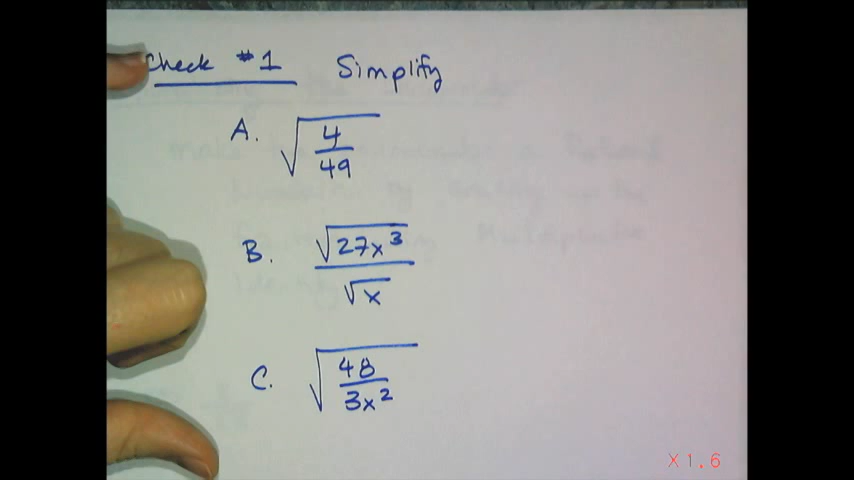 Check #1 Simplify
A. √(4/49)
B. √(27x³)/√x
C. √(48/3x²)
X1.6